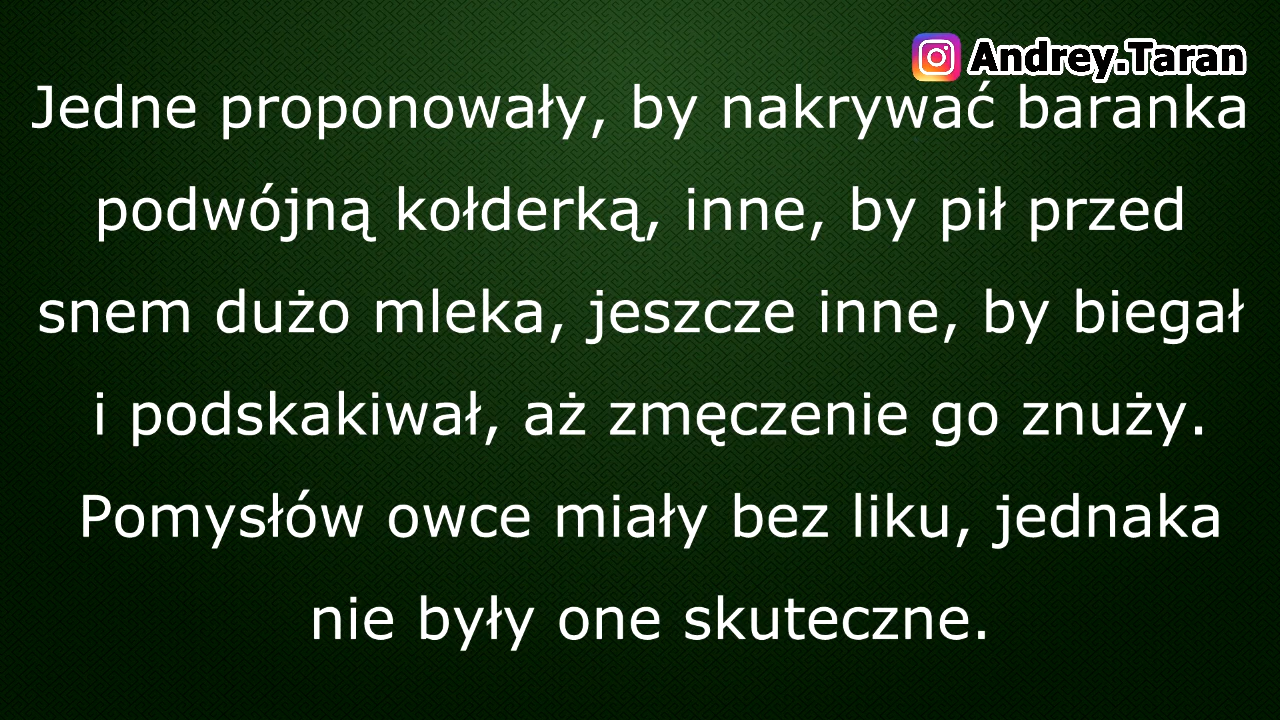 Andrey.Taran
Jedne proponowały, by nakrywać baranka
podwójną kołderką, inne, by pił przed
snem dużo mleka, jeszcze inne, by biegał
i podskakiwał, aż zmęczenie go znuży.
Pomysłów owce miały bez liku, jednaka
nie były one skuteczne.